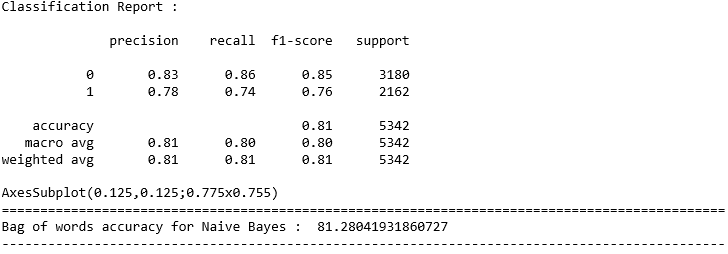 Classification Report :
precision recall f1-score support
0 0.83 0.86 0.85 3180
1 0.78 0.74 0.76 2162
accuracy 0.81 5342
macro avg 0.81 0.80 0.80 5342
weighted avg 0.81 0.81 0.81 5342
AxesSubplot(0.125,0.125;0.775x0.755)
==============================================================================================
Bag of words accuracy for Naive Bayes :  81.28041931860727
----------------------------------------------------------------------------------------------